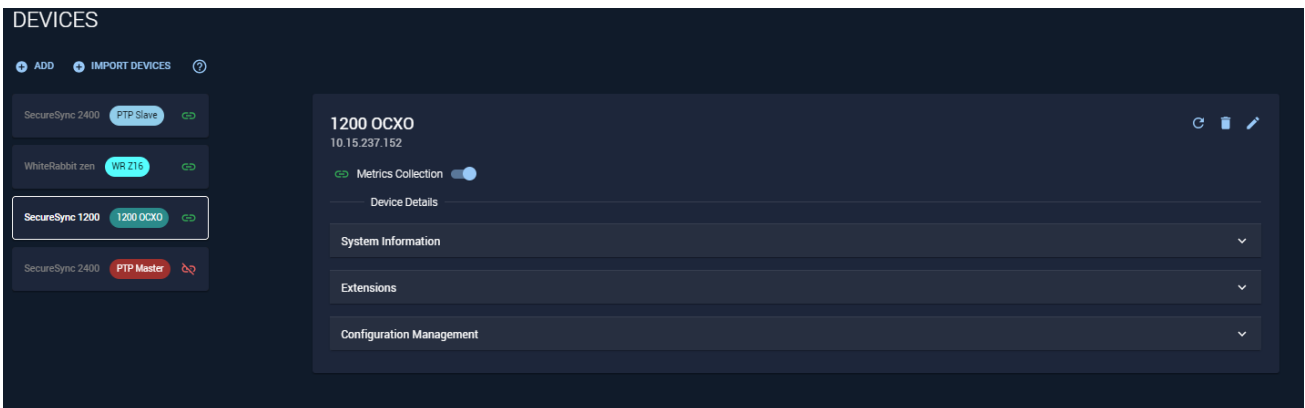 DEVICES
ADD IMPORT DEVICES ?
SecureSync 2400 PTP Slave
WhiteRabbit zen WR Z16
SecureSync 1200 1200 OCXO
SecureSync 2400 PTP Master
1200 OCXO
10.15.237.152
Metrics Collection
Device Details
System Information
Extensions
Configuration Management